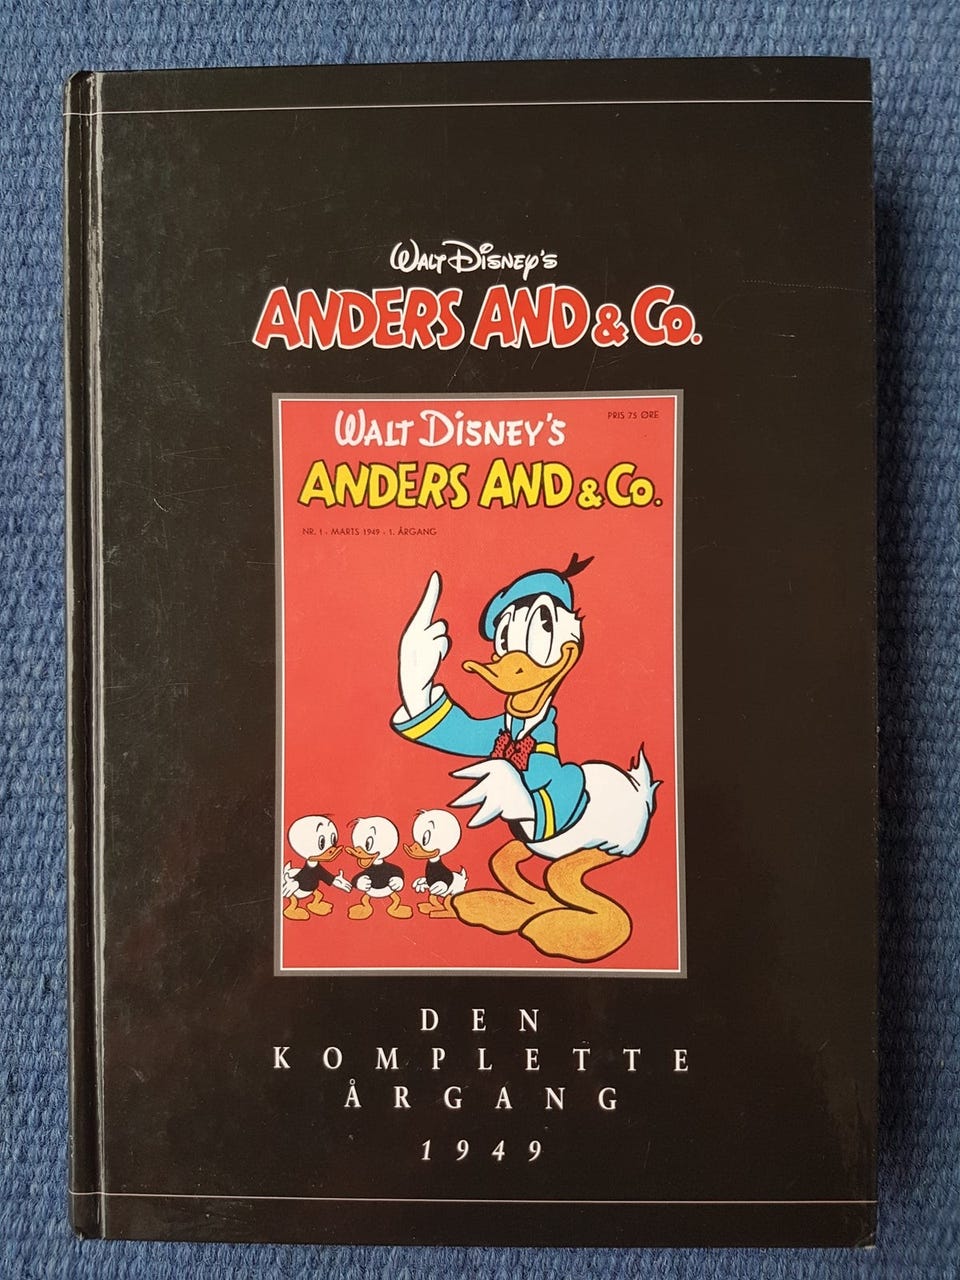 WALT DISNEY'S
ANDERS AND & CO.
WALT DISNEY'S
PRIS 75 ØRE
ANDERS AND & CO.
NR. 1 - MARTS 1949 - 1. ÅRGANG
DEN
KOMPLETTE
ÅRGANG
1949